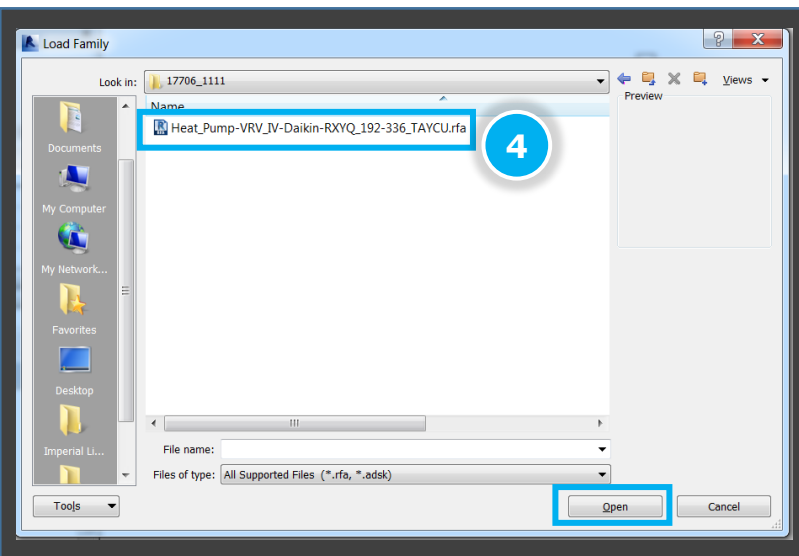 Load Family
Look in:
17706_1111
Views
Preview
Name
Heat_Pump-VRV_IV-Daikin-RXYQ_192-336_TAYCU.rfa
4
Documents
My Computer
My Network...
Favorites
Desktop
Imperial Li...
File name:
Files of type:
All Supported Files (*.rfa, *.adsk)
Tools
Open
Cancel